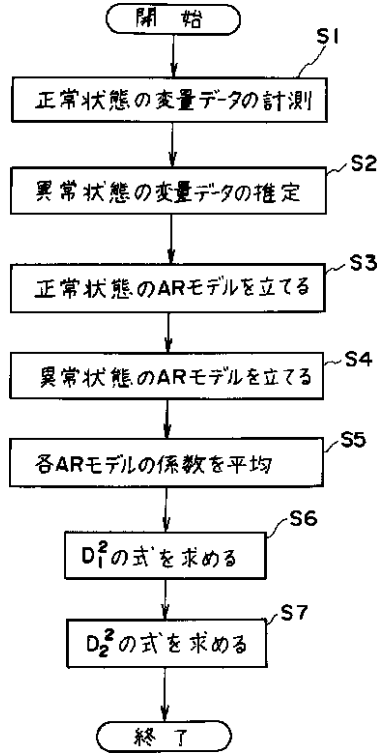 開始
S1
正常状態の変量データの計測
S2
異常状態の変量データの推定
S3
正常状態のARモデルを立てる
S4
異常状態のARモデルを立てる
S5
各ARモデルの係数を平均
S6
D₁²の式を求める
S7
D₂²の式を求める
終了